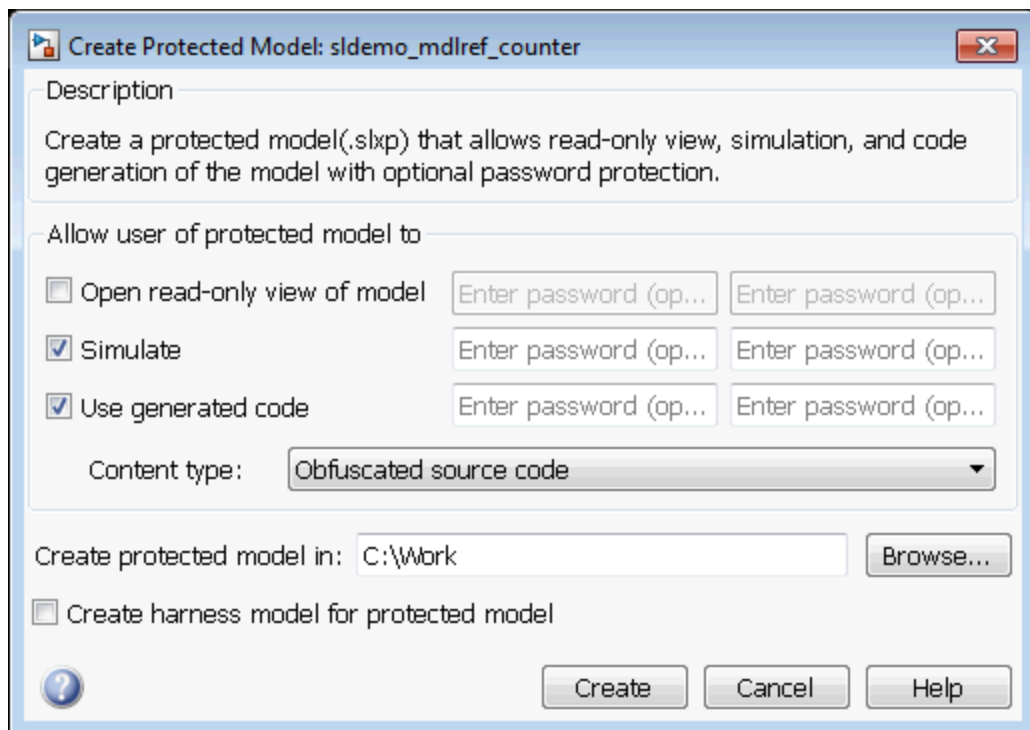 Create Protected Model: sldemo_mdlref_counter
Description
Create a protected model(.slxp) that allows read-only view, simulation, and code
generation of the model with optional password protection.
Allow user of protected model to
Open read-only view of model Enter password (op... Enter password (op...
Simulate Enter password (op... Enter password (op...
Use generated code Enter password (op... Enter password (op...
Content type: Obfuscated source code
Create protected model in: C:\Work Browse...
Create harness model for protected model
? Create Cancel Help